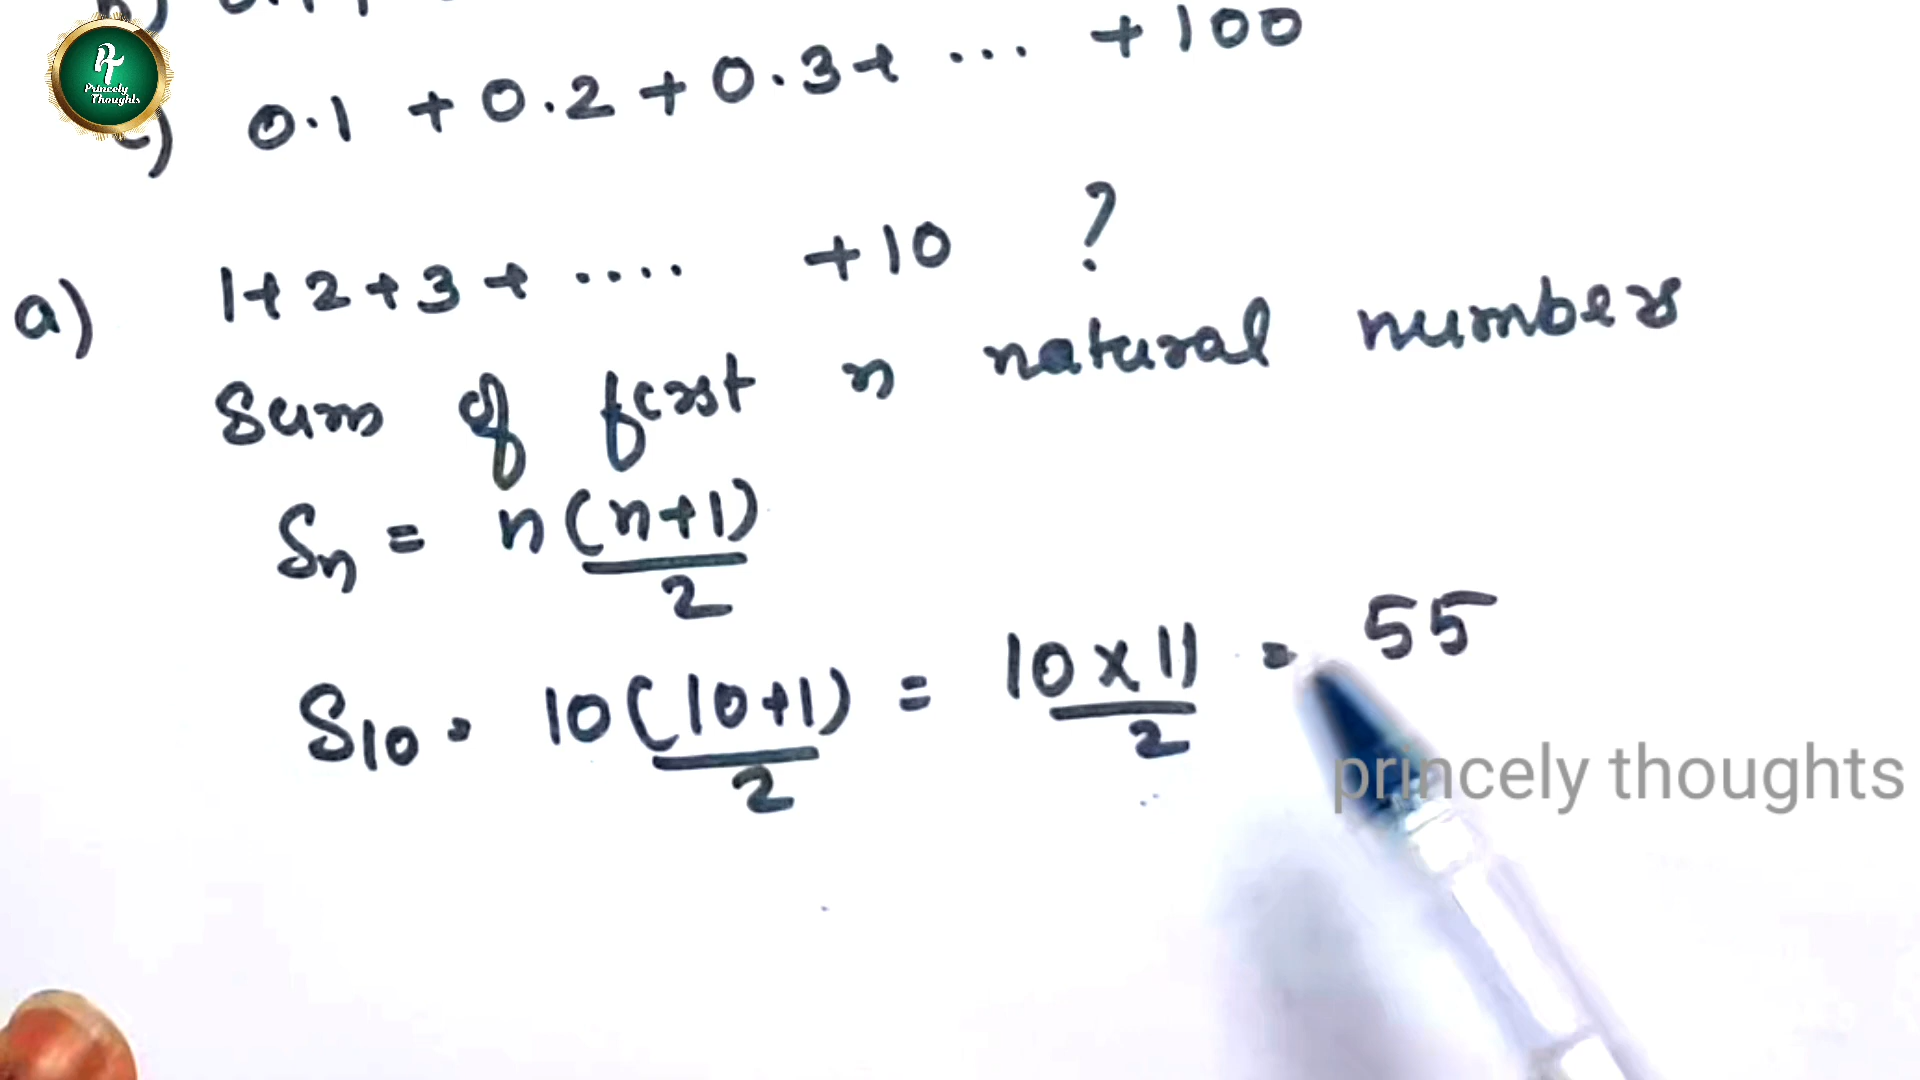 PT
Princely
Thoughts
c) 0.1 + 0.2 + 0.3 + ... + 100
a) 1 + 2 + 3 + .... + 10 ?
Sum of first n natural numbers
Sn = n(n+1)/2
S10 = 10(10+1)/2 = 10 × 11/2 = 55
princely thoughts